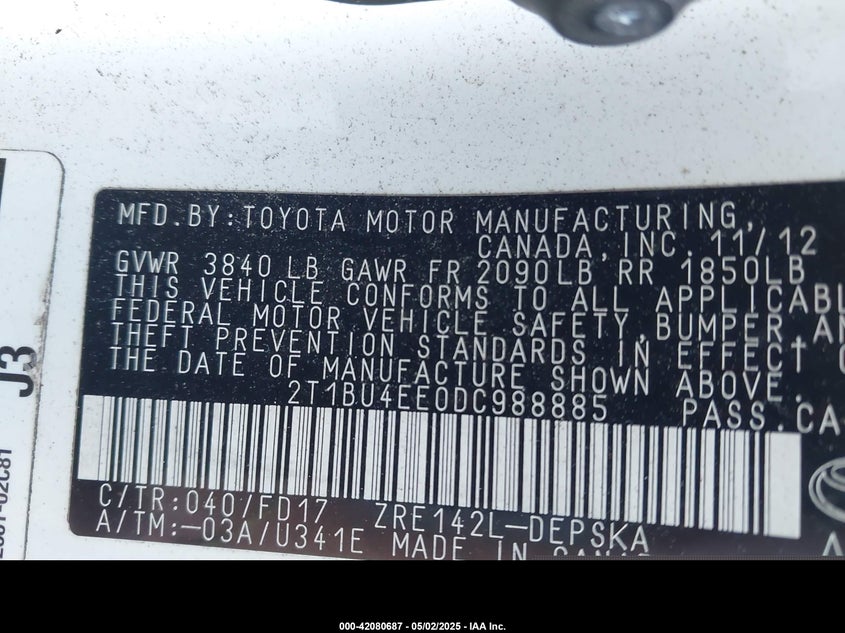 MFD.BY:TOYOTA MOTOR MANUFACTURING,
CANADA,INC.11/12
GVWR 3840 LB GAWR FR 2090LB RR 1850LB
THIS VEHICLE CONFORMS TO ALL APPLICABL
FEDERAL MOTOR VEHICLE SAFETY,BUMPER AN
THEFT PREVENTION STANDARDS IN EFFECT O
THE DATE OF MANUFACTURE SHOWN ABOVE.
2T1BU4EE0DC988885 PASS.CA
C/TR:040/FD17 ZRE142L-DEPSKA
A/TM:-03A/U341E MADE IN
J3
000-42080687 - 05/02/2025 - IAA Inc.